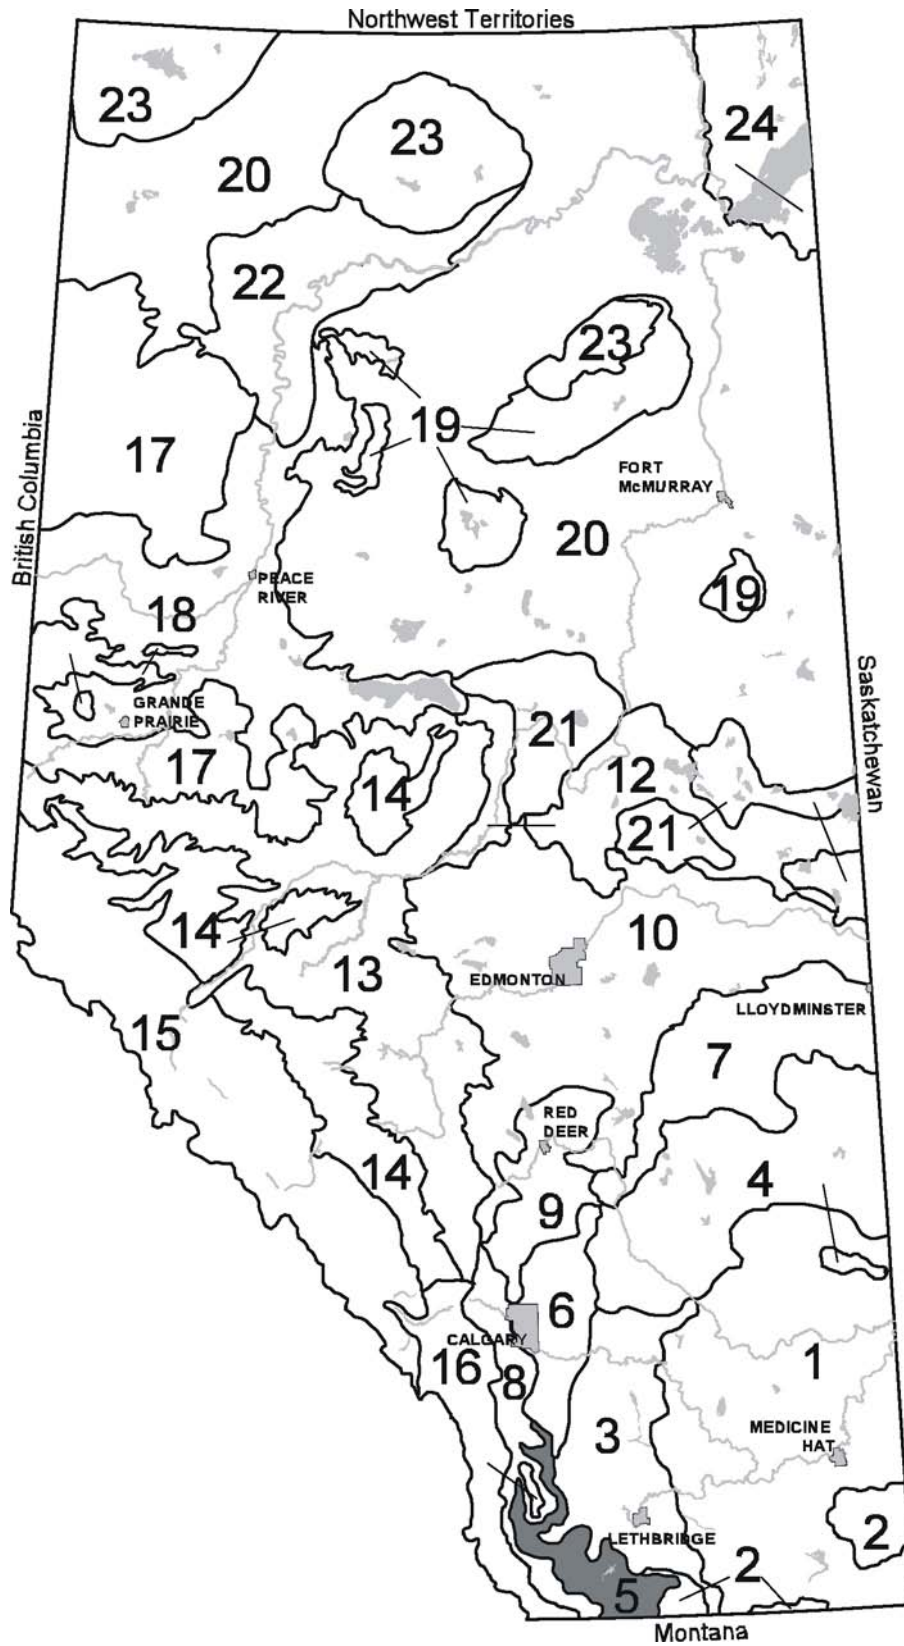 Northwest Territories
23
23
24
20
22
23
British Columbia
19
17
FORT
McMURRAY
20
PEACE
RIVER
19
18
Saskatchewan
GRANDE
PRAIRIE
21
12
17
14
21
14
10
13
EDMONTON
LLOYDMINSTER
15
7
RED
DEER
14
4
9
6
CALGARY
16
8
1
3
MEDICINE
HAT
LETHBRIDGE
2
2
5
Montana